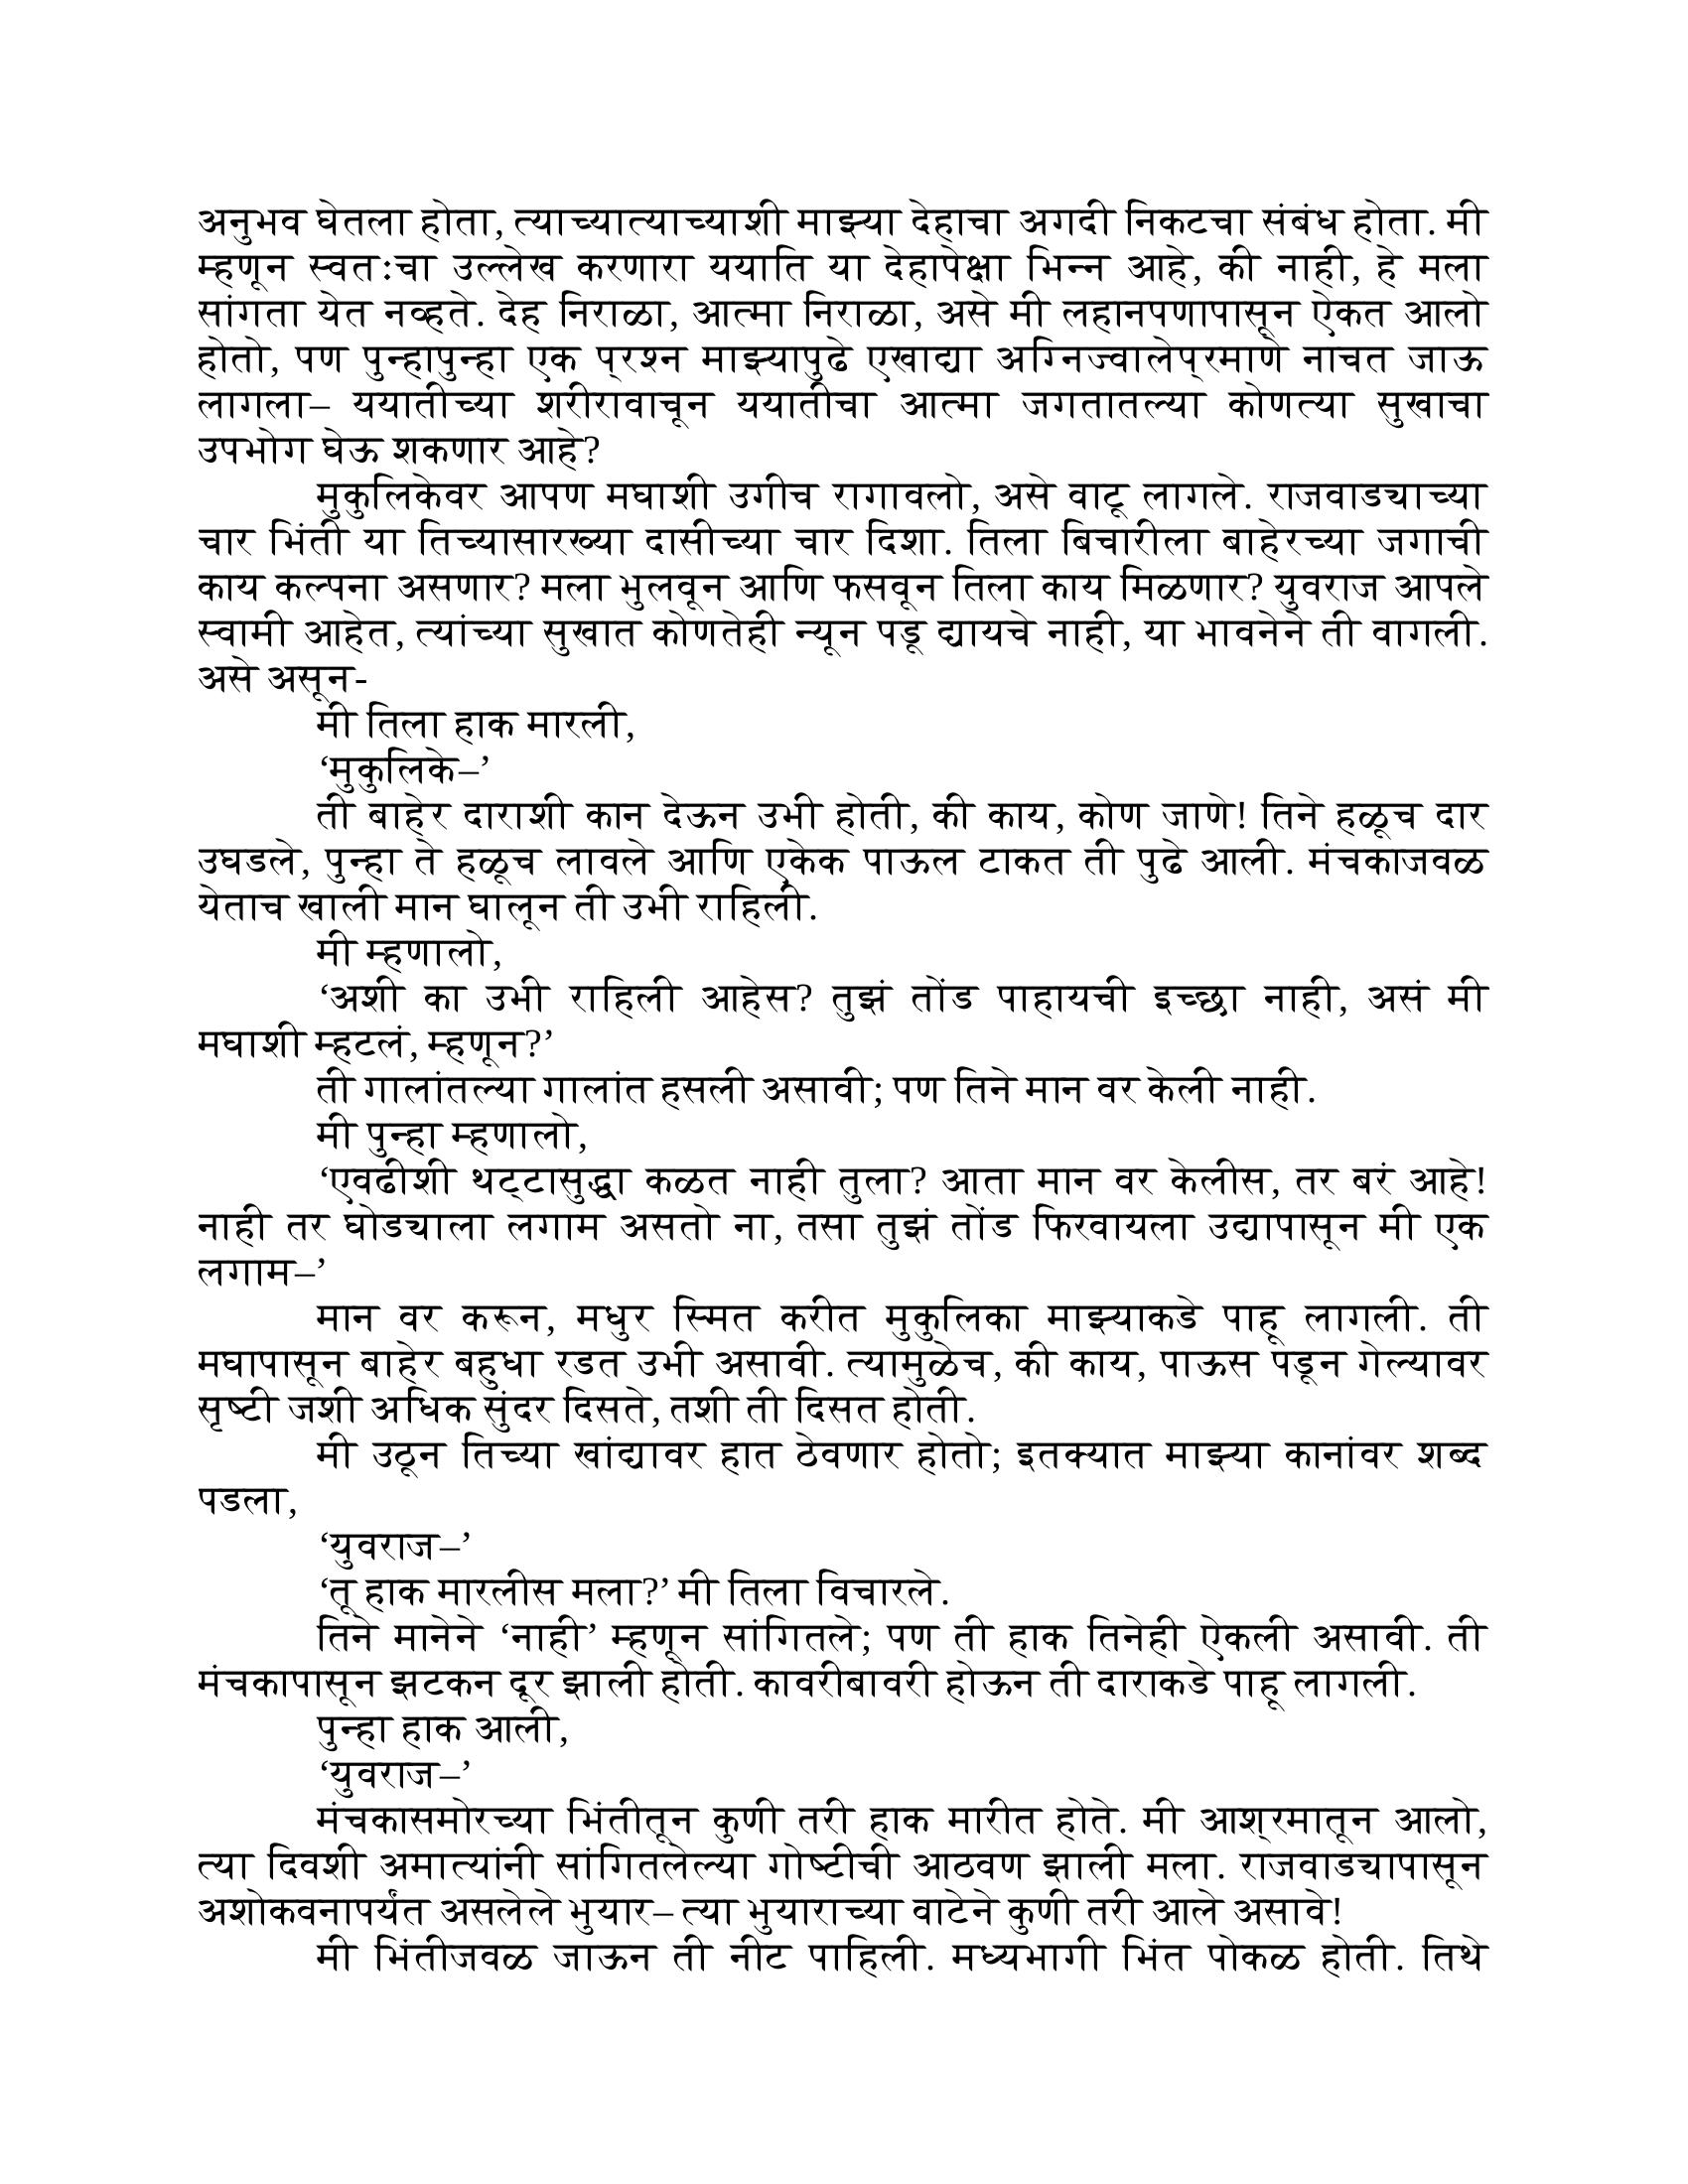 अनुभव घेतला होता, त्याच्यात्याच्याशी माझ्या देहाचा अगदी निकटचा संबंध होता. मी
म्हणून स्वतःचा उल्लेख करणारा ययाति या देहापेक्षा भिन्न आहे, की नाही, हे मला
सांगता येत नव्हते. देह निराळा, आत्मा निराळा, असे मी लहानपणापासून ऐकत आलो
होतो, पण पुन्हापुन्हा एक प्रश्न माझ्यापुढे एखाद्या अग्निज्वालेप्रमाणे नाचत जाऊ
लागला– ययातीच्या शरीरावाचून ययातीचा आत्मा जगतातल्या कोणत्या सुखाचा
उपभोग घेऊ शकणार आहे?
मुकुलिकेवर आपण मघाशी उगीच रागावलो, असे वाटू लागले. राजवाड्याच्या
चार भिंती या तिच्यासारख्या दासीच्या चार दिशा. तिला बिचारीला बाहेरच्या जगाची
काय कल्पना असणार? मला भुलवून आणि फसवून तिला काय मिळणार? युवराज आपले
स्वामी आहेत, त्यांच्या सुखात कोणतेही न्यून पडू द्यायचे नाही, या भावनेने ती वागली.
असे असून-
मी तिला हाक मारली,
‘मुकुलिके–’
ती बाहेर दाराशी कान देऊन उभी होती, की काय, कोण जाणे! तिने हळूच दार
उघडले, पुन्हा ते हळूच लावले आणि एकेक पाऊल टाकत ती पुढे आली. मंचकाजवळ
येताच खाली मान घालून ती उभी राहिली.
मी म्हणालो,
‘अशी का उभी राहिली आहेस? तुझं तोंड पाहायची इच्छा नाही, असं मी
मघाशी म्हटलं, म्हणून?’
ती गालांतल्या गालांत हसली असावी; पण तिने मान वर केली नाही.
मी पुन्हा म्हणालो,
‘एवढीशी थट्टासुद्धा कळत नाही तुला? आता मान वर केलीस, तर बरं आहे!
नाही तर घोड्याला लगाम असतो ना, तसा तुझं तोंड फिरवायला उद्यापासून मी एक
लगाम–’
मान वर करून, मधुर स्मित करीत मुकुलिका माझ्याकडे पाहू लागली. ती
मघापासून बाहेर बहुधा रडत उभी असावी. त्यामुळेच, की काय, पाऊस पडून गेल्यावर
सृष्टी जशी अधिक सुंदर दिसते, तशी ती दिसत होती.
मी उठून तिच्या खांद्यावर हात ठेवणार होतो; इतक्यात माझ्या कानांवर शब्द
पडला,
‘युवराज–’
‘तू हाक मारलीस मला?’ मी तिला विचारले.
तिने मानेने ‘नाही’ म्हणून सांगितले; पण ती हाक तिनेही ऐकली असावी. ती
मंचकापासून झटकन दूर झाली होती. कावरीबावरी होऊन ती दाराकडे पाहू लागली.
पुन्हा हाक आली,
‘युवराज–’
मंचकासमोरच्या भिंतीतून कुणी तरी हाक मारीत होते. मी आश्रमातून आलो,
त्या दिवशी अमात्यांनी सांगितलेल्या गोष्टीची आठवण झाली मला. राजवाड्यापासून
अशोकवनापर्यंत असलेले भुयार– त्या भुयाराच्या वाटेने कुणी तरी आले असावे!
मी भिंतीजवळ जाऊन ती नीट पाहिली. मध्यभागी भिंत पोकळ होती. तिथे